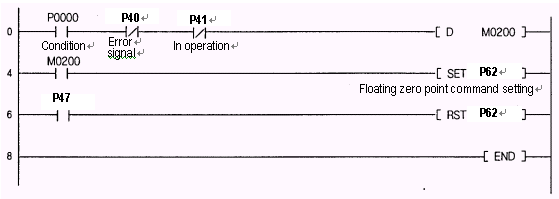 P0000 P40 P41
0 [ D M0200 ]
Condition↵ Error↵ In operation↵
signal↵
M0200
4 [ SET P62↵ ]
Floating zero point command setting↵
P47
6 [ RST P62↵ ]
8 [ END ]